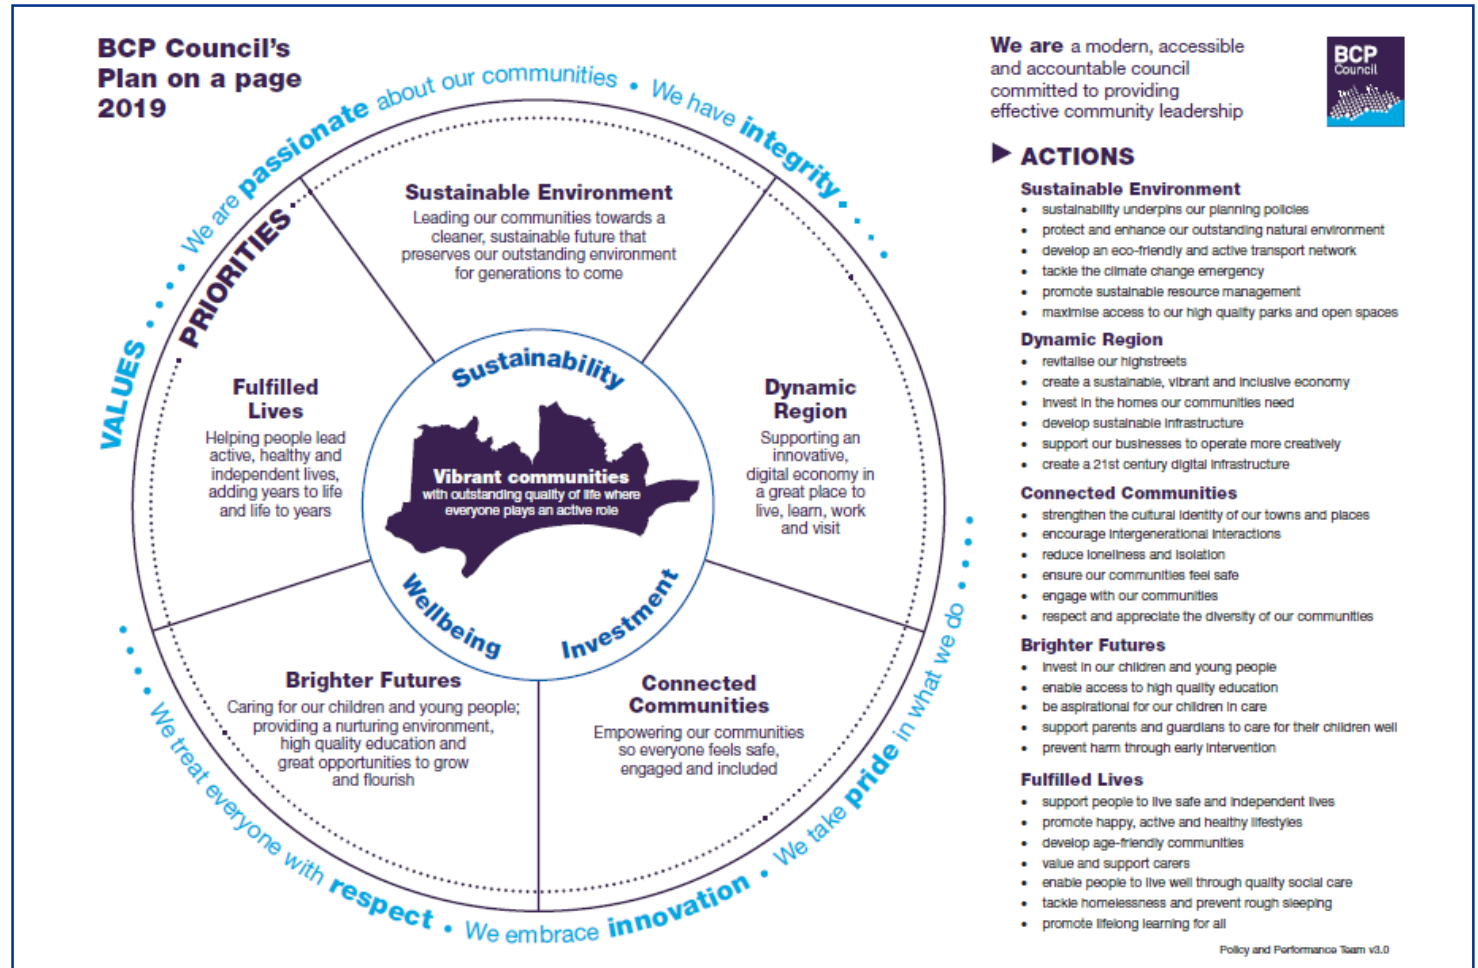 BCP Council's
Plan on a page
2019
VALUES
We are passionate about our communities • We have integrity
We treat everyone with respect • We embrace innovation • We take pride in what we do
PRIORITIES
Sustainable Environment
Leading our communities towards a
cleaner, sustainable future that
preserves our outstanding environment
for generations to come
Dynamic
Region
Supporting an
innovative,
digital economy in
a great place to
live, learn, work
and visit
Connected
Communities
Empowering our communities
so everyone feels safe,
engaged and included
Brighter Futures
Caring for our children and young people;
providing a nurturing environment,
high quality education and
great opportunities to grow
and flourish
Fulfilled
Lives
Helping people lead
active, healthy and
independent lives,
adding years to life
and life to years
Sustainability
Vibrant communities
with outstanding quality of life where
everyone plays an active role
Wellbeing
Investment
We are a modern, accessible
and accountable council
committed to providing
effective community leadership
BCP
Council
ACTIONS
Sustainable Environment
• sustainability underpins our planning policies
• protect and enhance our outstanding natural environment
• develop an eco-friendly and active transport network
• tackle the climate change emergency
• promote sustainable resource management
• maximise access to our high quality parks and open spaces
Dynamic Region
• revitalise our highstreets
• create a sustainable, vibrant and inclusive economy
• invest in the homes our communities need
• develop sustainable infrastructure
• support our businesses to operate more creatively
• create a 21st century digital infrastructure
Connected Communities
• strengthen the cultural identity of our towns and places
• encourage intergenerational interactions
• reduce loneliness and isolation
• ensure our communities feel safe
• engage with our communities
• respect and appreciate the diversity of our communities
Brighter Futures
• invest in our children and young people
• enable access to high quality education
• be aspirational for our children in care
• support parents and guardians to care for their children well
• prevent harm through early intervention
Fulfilled Lives
• support people to live safe and independent lives
• promote happy, active and healthy lifestyles
• develop age-friendly communities
• value and support carers
• enable people to live well through quality social care
• tackle homelessness and prevent rough sleeping
• promote lifelong learning for all
Policy and Performance Team v3.0